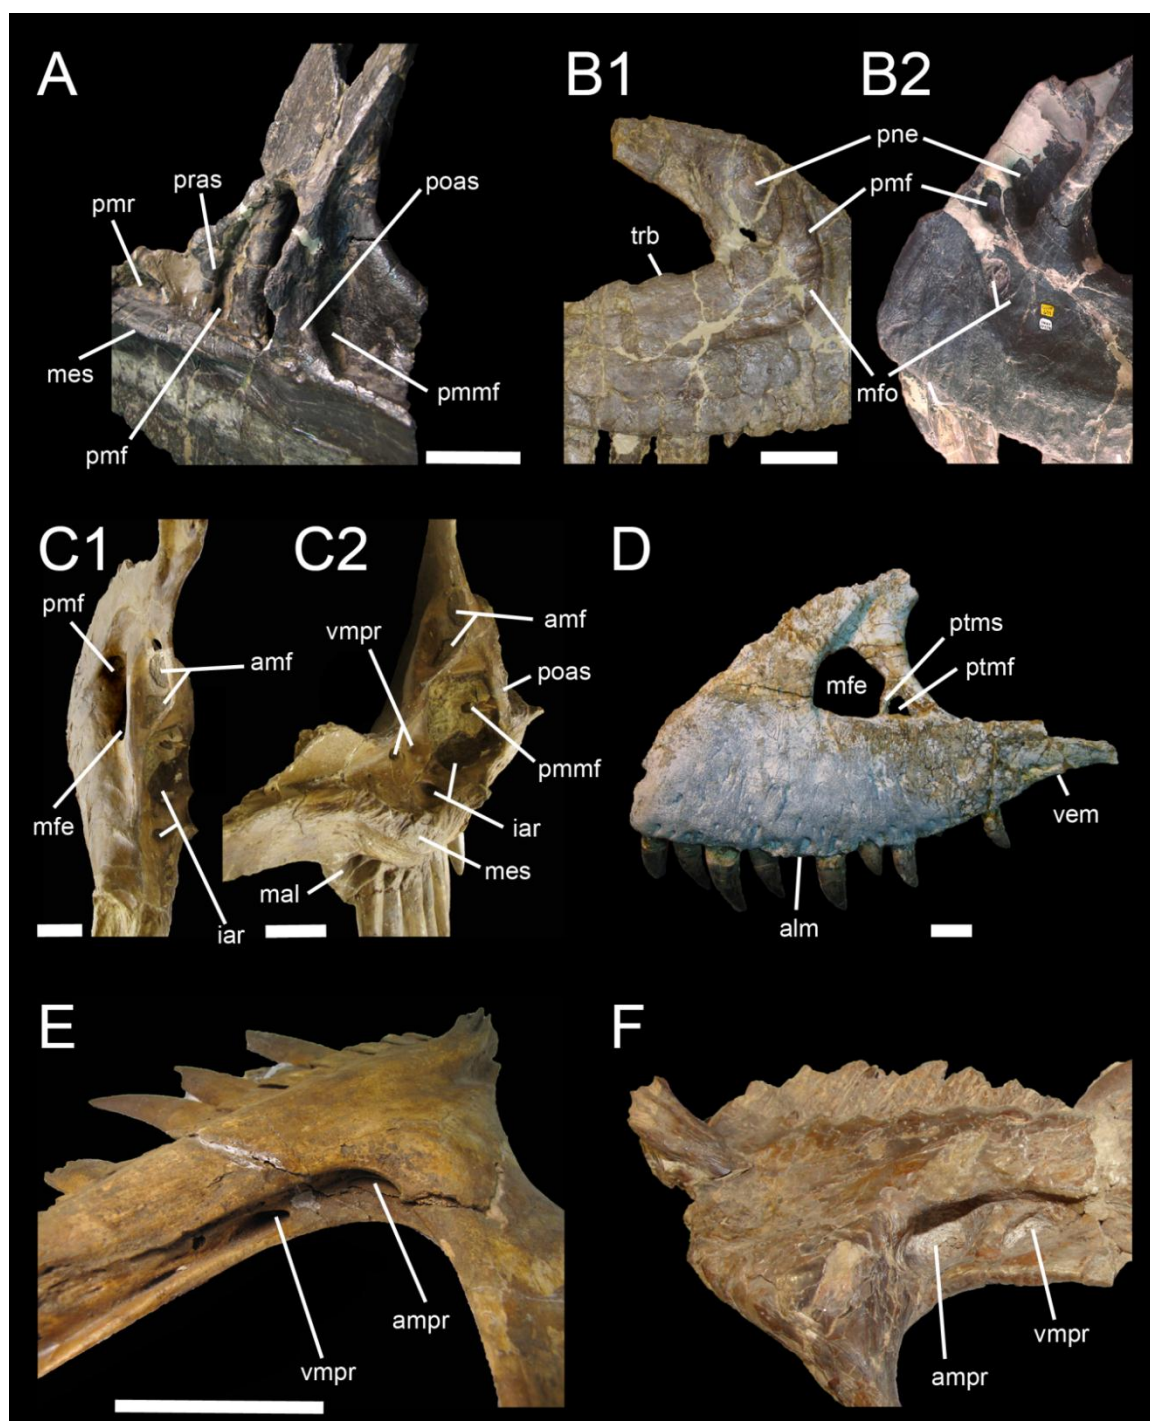 A
pras
poas
pmr
mes
pmmf
pmf
B1
B2
pne
pmf
trb
mfo
C1
C2
pmf
amf
mfe
iar
vmpr
amf
poas
pmmf
iar
mes
mal
D
ptms
mfe
ptmf
vem
alm
E
ampr
vmpr
F
vmpr
ampr